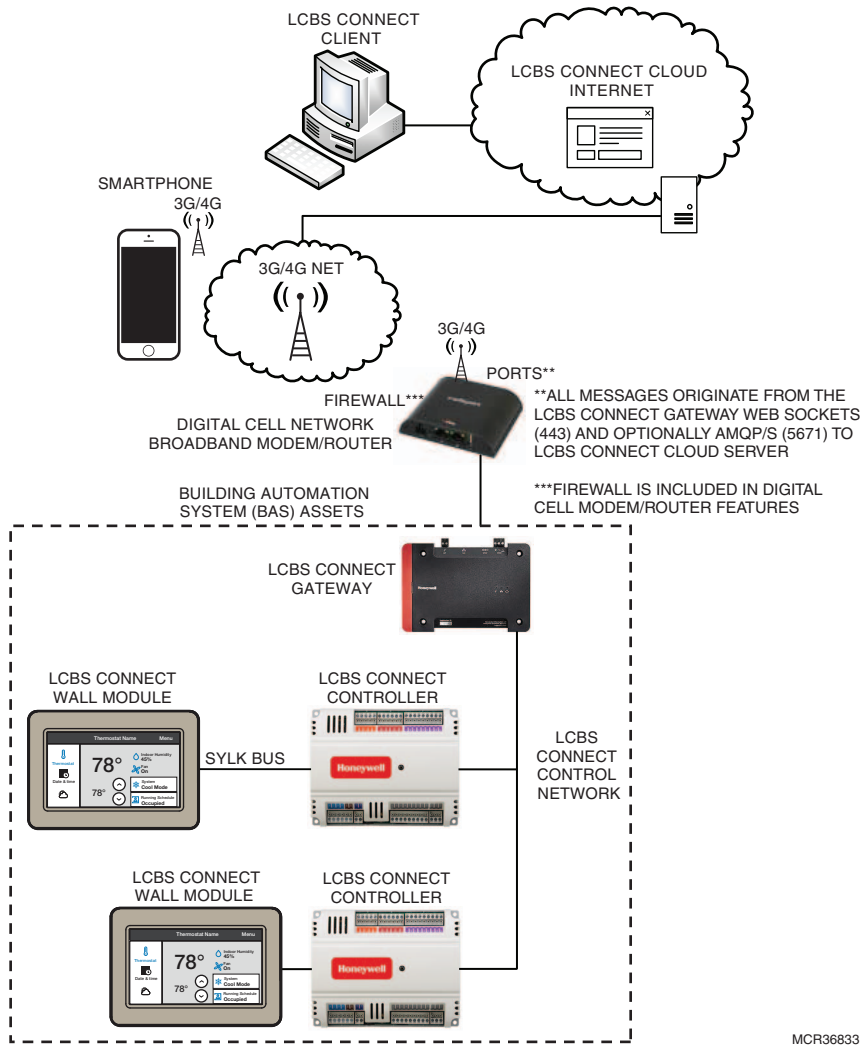 LCBS CONNECT
CLIENT
LCBS CONNECT CLOUD
INTERNET
SMARTPHONE
3G/4G
3G/4G NET
3G/4G
PORTS**
FIREWALL***
DIGITAL CELL NETWORK
BROADBAND MODEM/ROUTER
**ALL MESSAGES ORIGINATE FROM THE
LCBS CONNECT GATEWAY WEB SOCKETS
(443) AND OPTIONALLY AMQP/S (5671) TO
LCBS CONNECT CLOUD SERVER
***FIREWALL IS INCLUDED IN DIGITAL
CELL MODEM/ROUTER FEATURES
BUILDING AUTOMATION
SYSTEM (BAS) ASSETS
LCBS CONNECT
GATEWAY
Honeywell
LCBS CONNECT
WALL MODULE
Thermostat Name Menu
Thermostat
Date & time
78°
78°
Indoor Humidity
45%
Fan
On
System
Cool Mode
Running Schedule
Occupied
SYLK BUS
LCBS CONNECT
CONTROLLER
Honeywell
LCBS
CONNECT
CONTROL
NETWORK
LCBS CONNECT
WALL MODULE
Thermostat Name Menu
Thermostat
Date & time
78°
78°
Indoor Humidity
45%
Fan
On
System
Cool Mode
Running Schedule
Occupied
LCBS CONNECT
CONTROLLER
Honeywell
MCR36833